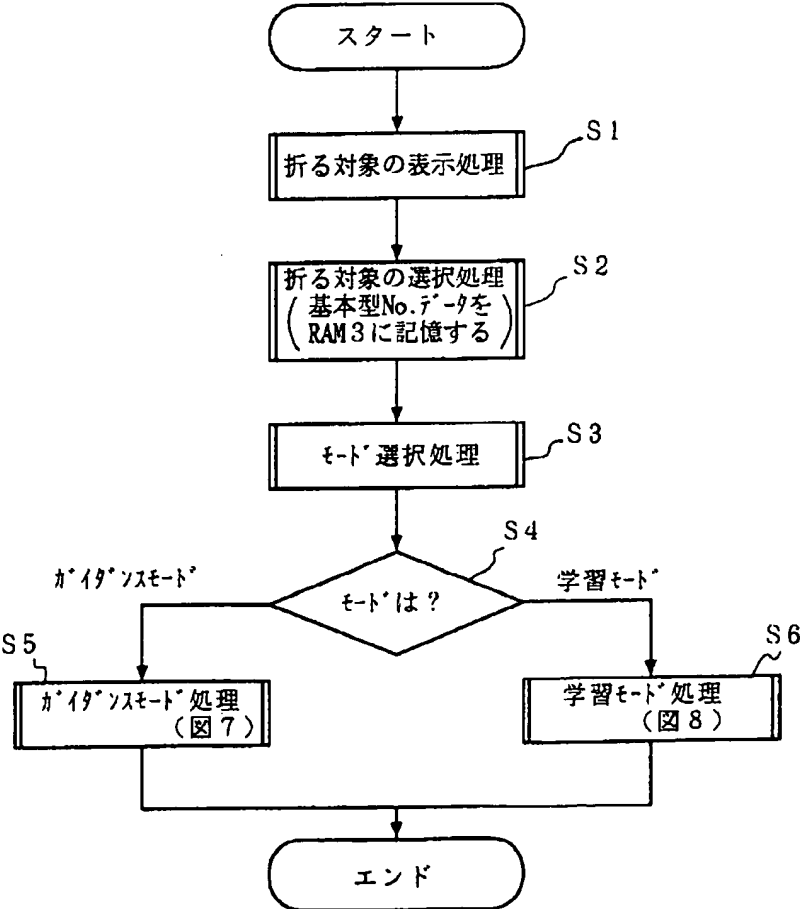 スタート
S1
折る対象の表示処理
S2
折る対象の選択処理
(基本型No.ﾃﾞｰﾀを
RAM3に記憶する)
S3
ﾓｰﾄﾞ選択処理
S4
ｶﾞｲﾀﾞﾝｽﾓｰﾄﾞ
ﾓｰﾄﾞは?
学習ﾓｰﾄﾞ
S5
ｶﾞｲﾀﾞﾝｽﾓｰﾄﾞ処理
(図7)
S6
学習ﾓｰﾄﾞ処理
(図8)
エンド